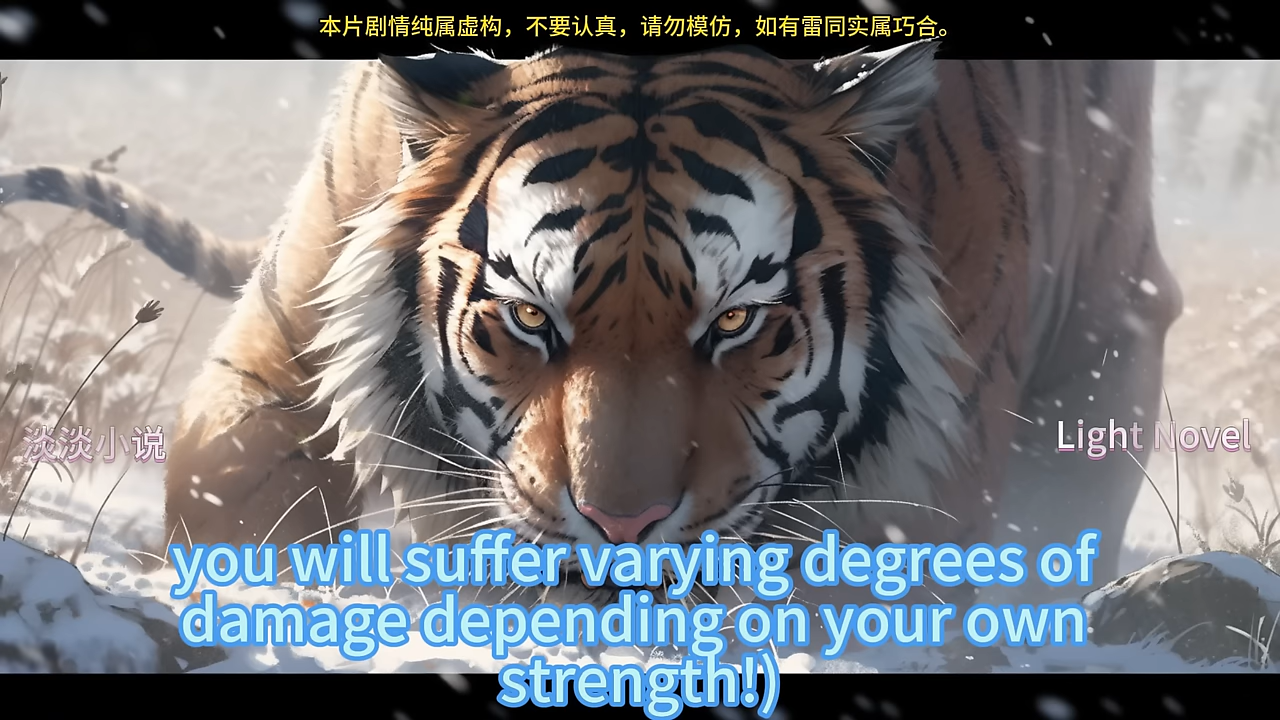 本片剧情纯属虚构，不要认真，请勿模仿，如有雷同实属巧合。
淡淡小说
Light Novel
you will suffer varying degrees of
damage depending on your own
strength!)